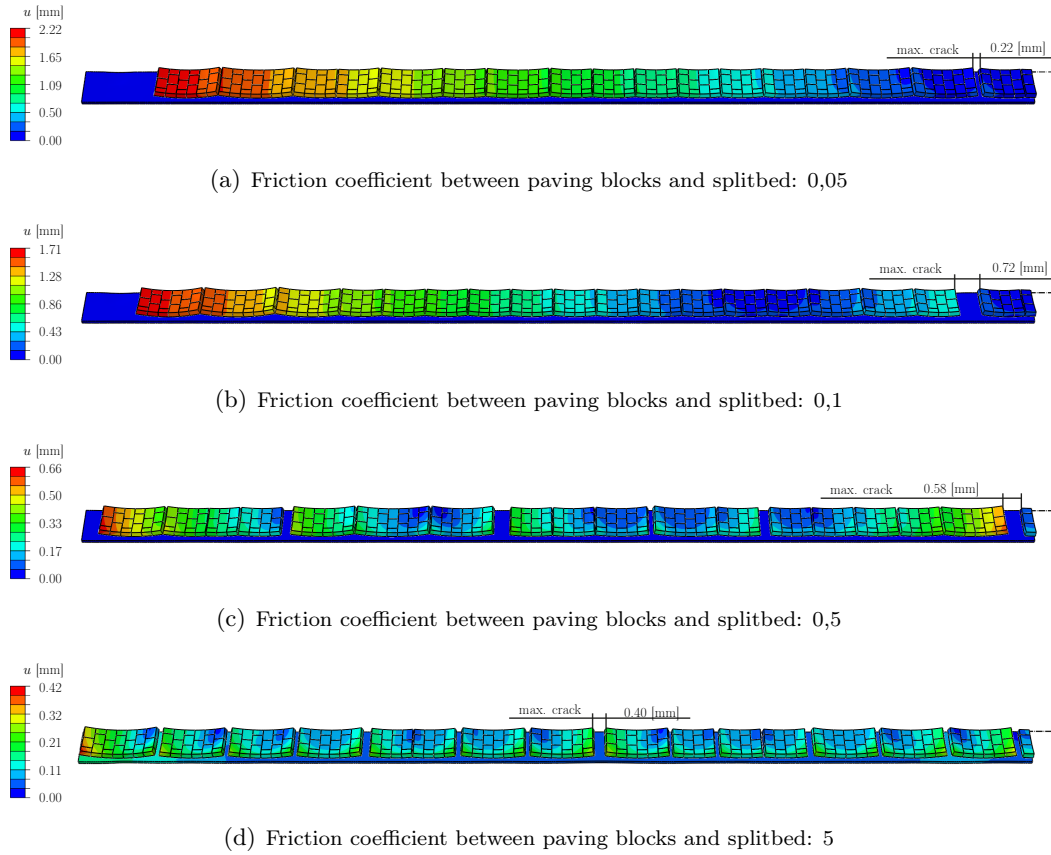 u [mm]
2.22
1.65
1.09
0.50
0.00
max. crack 0.22 [mm]
(a) Friction coefficient between paving blocks and splitbed: 0,05
u [mm]
1.71
1.28
0.86
0.43
0.00
max. crack 0.72 [mm]
(b) Friction coefficient between paving blocks and splitbed: 0,1
u [mm]
0.66
0.50
0.33
0.17
0.00
max. crack 0.58 [mm]
(c) Friction coefficient between paving blocks and splitbed: 0,5
u [mm]
0.42
0.32
0.21
0.11
0.00
max. crack 0.40 [mm]
(d) Friction coefficient between paving blocks and splitbed: 5